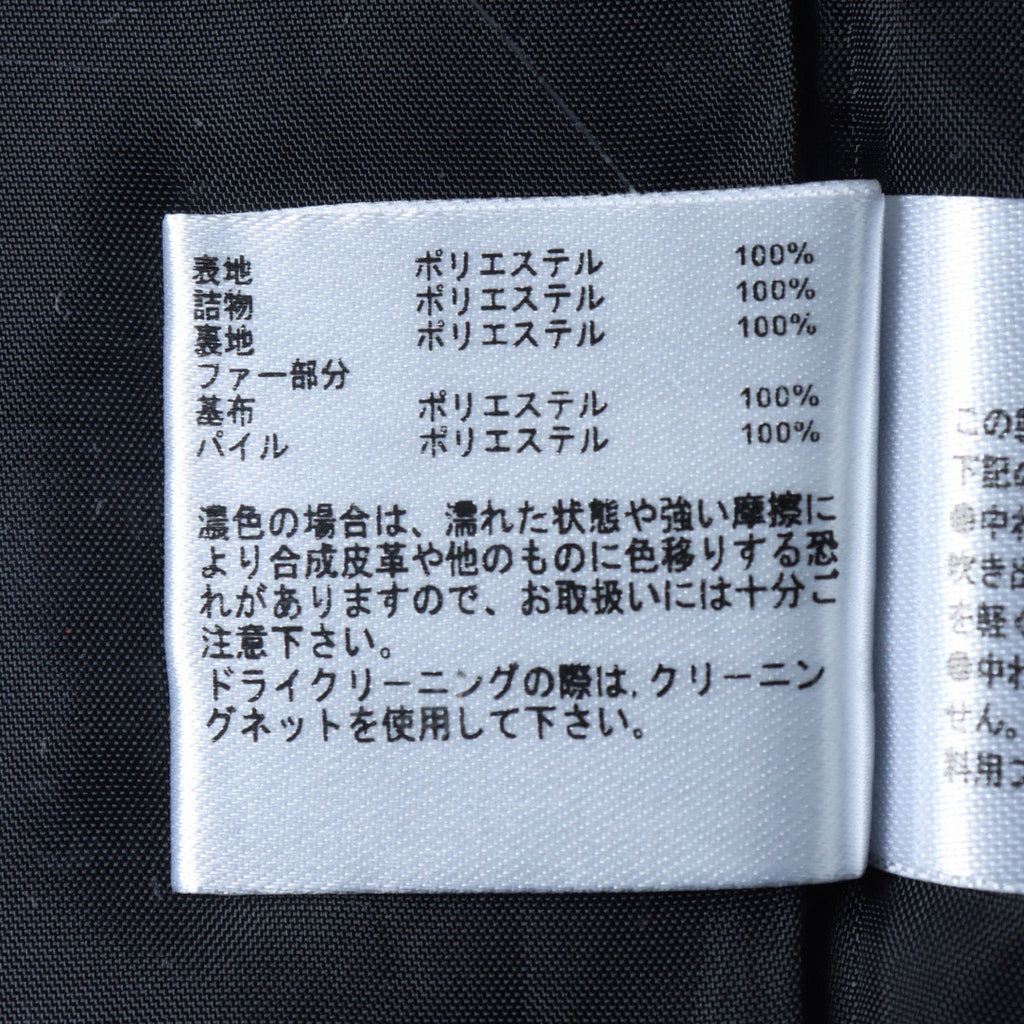 表地 ポリエステル 100%
詰物 ポリエステル 100%
裏地 ポリエステル 100%
ファー部分
基布 ポリエステル 100%
パイル ポリエステル 100%
濃色の場合は、濡れた状態や強い摩擦に
より合成皮革や他のものに色移りする恐
れがありますので、お取扱いには十分ご
注意下さい。
ドライクリーニングの際は,クリーニン
グネットを使用して下さい。
この
下記の
●中わ
吹き出
を軽く
●中わ
せん。
料用ブ